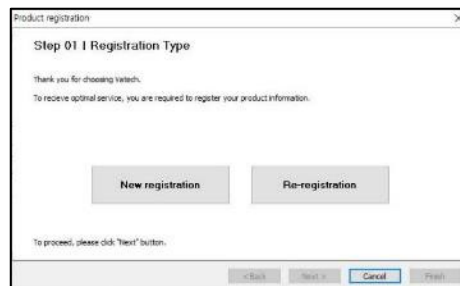 Product registration
Step 01 | Registration Type
Thank you for choosing Vatech.
To recieve optimal service, you are required to register your product information.
New registration Re-registration
To proceed, please click "Next" button.
< Back Next > Cancel Finish